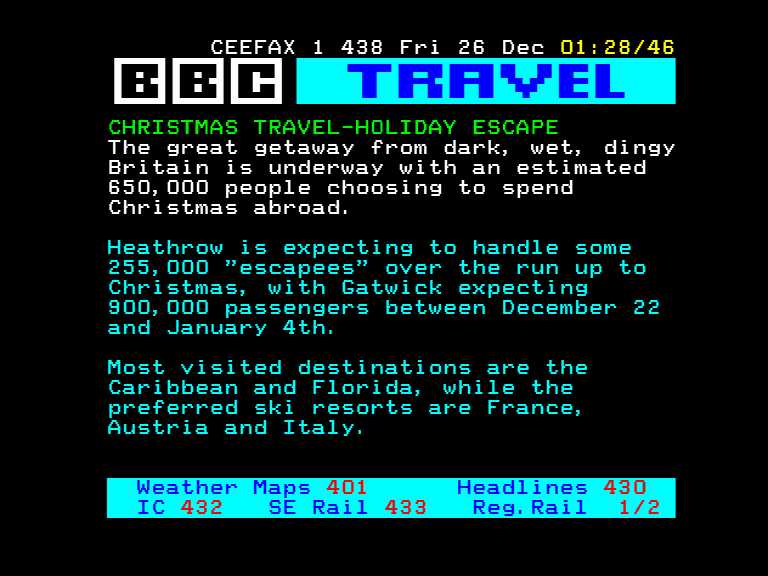 CEEFAX 1 438 Fri 26 Dec 01:28/46
BBC TRAVEL
CHRISTMAS TRAVEL-HOLIDAY ESCAPE
The great getaway from dark, wet, dingy
Britain is underway with an estimated
650,000 people choosing to spend
Christmas abroad.
Heathrow is expecting to handle some
255,000 "escapees" over the run up to
Christmas, with Gatwick expecting
900,000 passengers between December 22
and January 4th.
Most visited destinations are the
Caribbean and Florida, while the
preferred ski resorts are France,
Austria and Italy.
Weather Maps 401 Headlines 430
IC 432 SE Rail 433 Reg.Rail 1/2